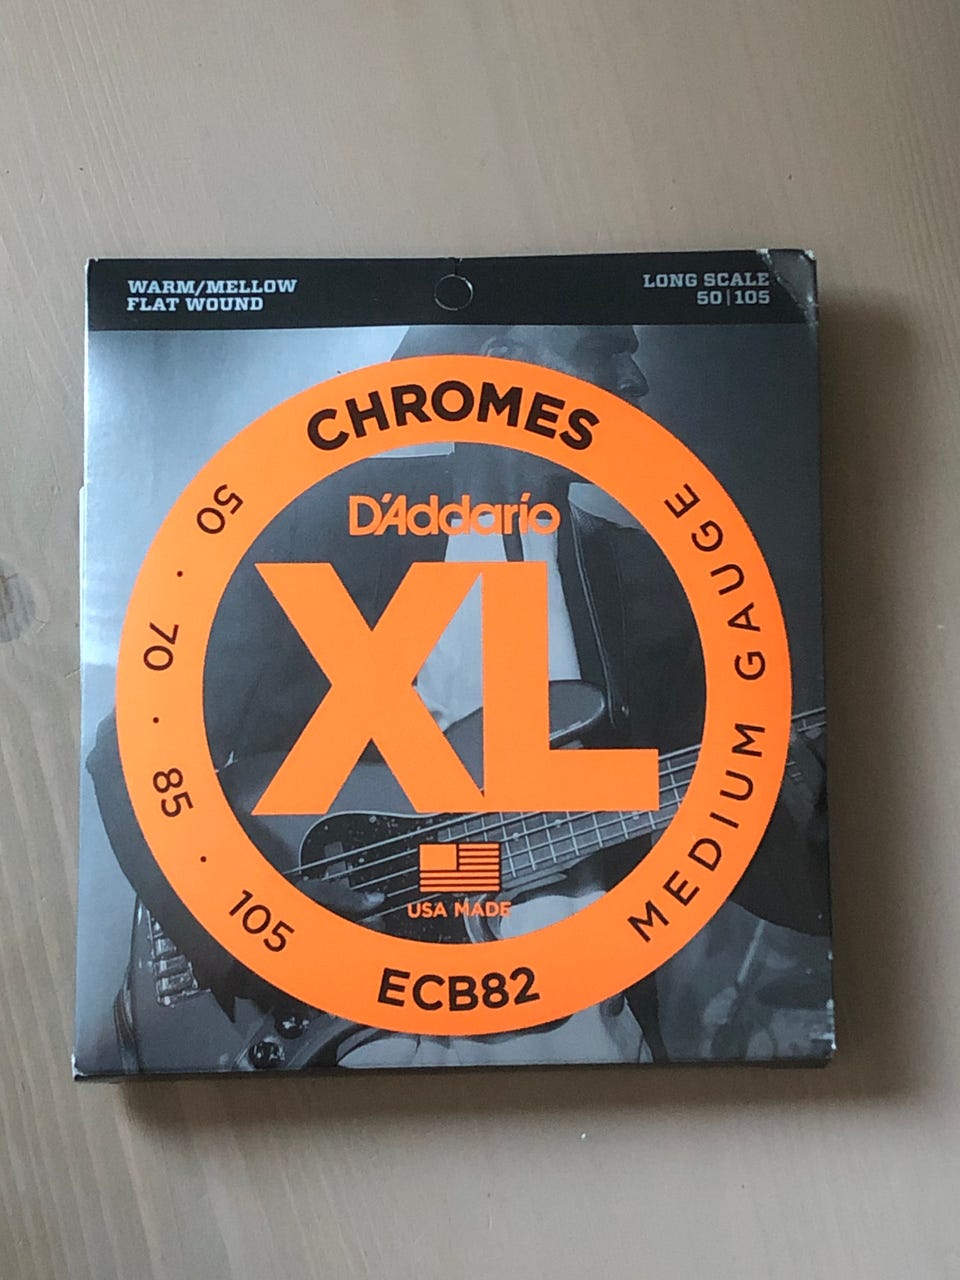 WARM/MELLOW
FLAT WOUND
LONG SCALE
50|105
CHROMES
D'Addario
XL
USA MADE
50 · 70 · 85 · 105
ECB82
MEDIUM GAUGE